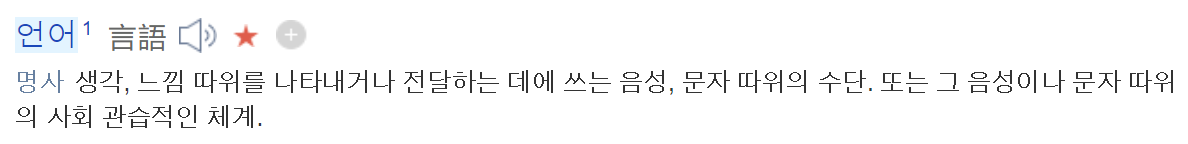 언어1 言語
명사 생각, 느낌 따위를 나타내거나 전달하는 데에 쓰는 음성, 문자 따위의 수단. 또는 그 음성이나 문자 따위
의 사회 관습적인 체계.